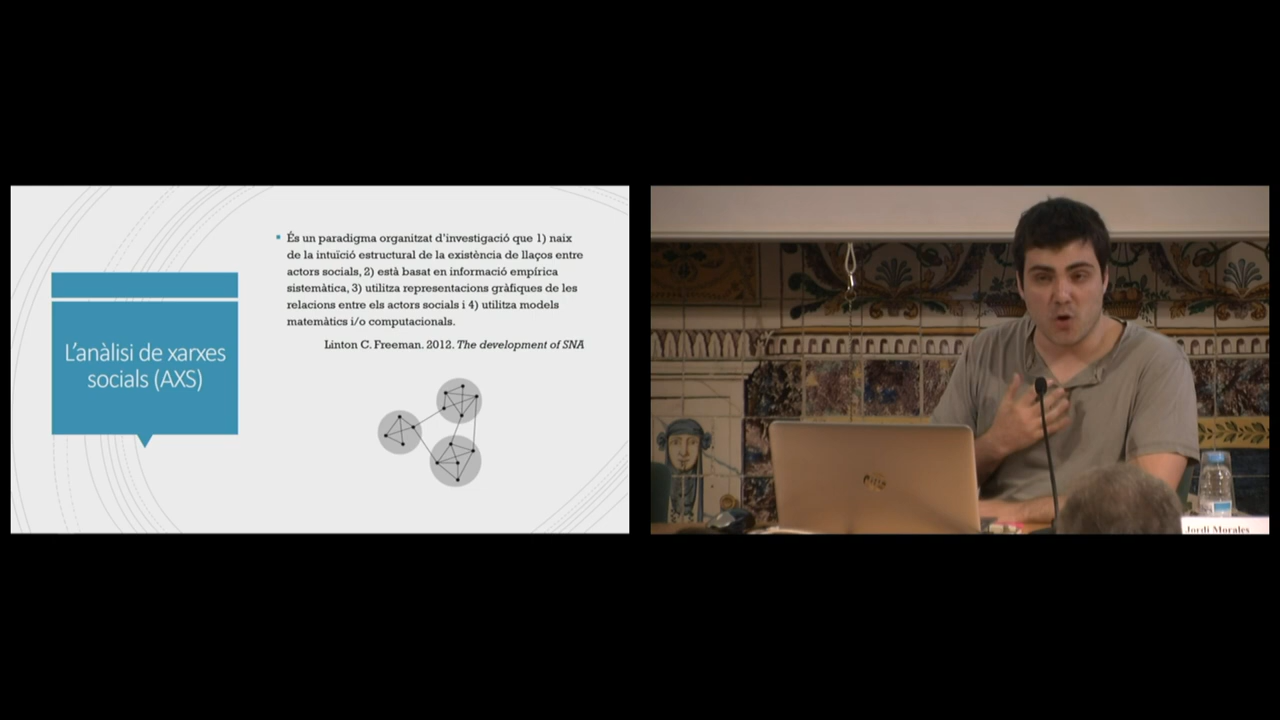 L'anàlisi de xarxes
socials (AXS)
• És un paradigma organitzat d'investigació que 1) naix
de la intuïció estructural de la existència de llaços entre
actors socials, 2) està basat en informació empírica
sistemàtica, 3) utilitza representacions gràfiques de les
relacions entre els actors socials i 4) utilitza models
matemàtics i/o computacionals.
Linton C. Freeman. 2012. The development of SNA
Jordi Morales